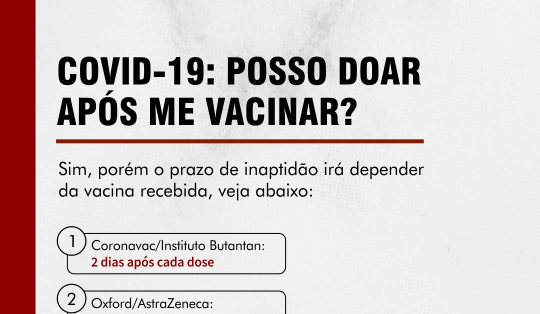 COVID-19: POSSO DOAR
APÓS ME VACINAR?
Sim, porém o prazo de inaptidão irá depender
da vacina recebida, veja abaixo:
1
Coronavac/Instituto Butantan:
2 dias após cada dose
2
Oxford/AstraZeneca: